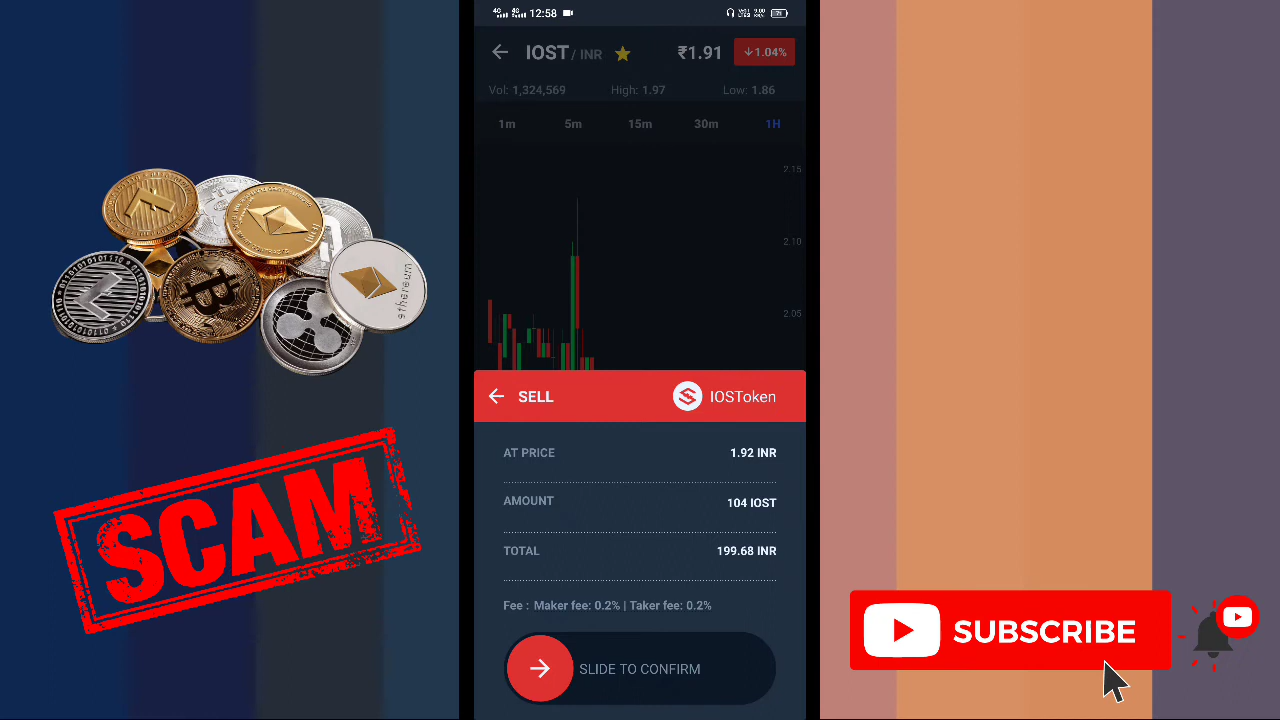 4G 4G 12:58
IOST / INR ₹1.91 ↓1.04%
Vol: 1,324,569 High: 1.97 Low: 1.86
1m 5m 15m 30m 1H
2.15
2.10
2.05
ethereum
SCAM
SELL IOSToken
AT PRICE 1.92 INR
AMOUNT 104 IOST
TOTAL 199.68 INR
Fee : Maker fee: 0.2% | Taker fee: 0.2%
SLIDE TO CONFIRM
SUBSCRIBE